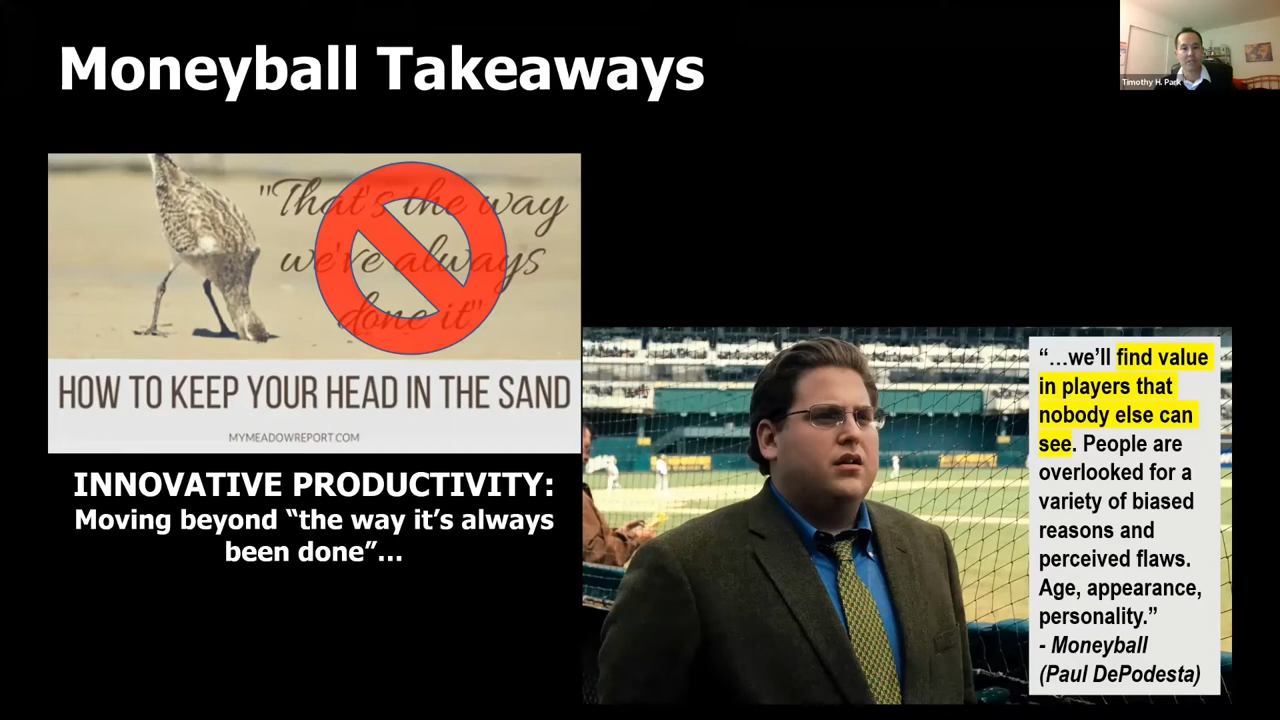 Moneyball Takeaways
Timothy H. Park
"That's the way
we've always
done it"
HOW TO KEEP YOUR HEAD IN THE SAND
MYMEADOWREPORT.COM
INNOVATIVE PRODUCTIVITY:
Moving beyond “the way it’s always
been done”...
“…we’ll find value
in players that
nobody else can
see. People are
overlooked for a
variety of biased
reasons and
perceived flaws.
Age, appearance,
personality.”
- Moneyball
(Paul DePodesta)